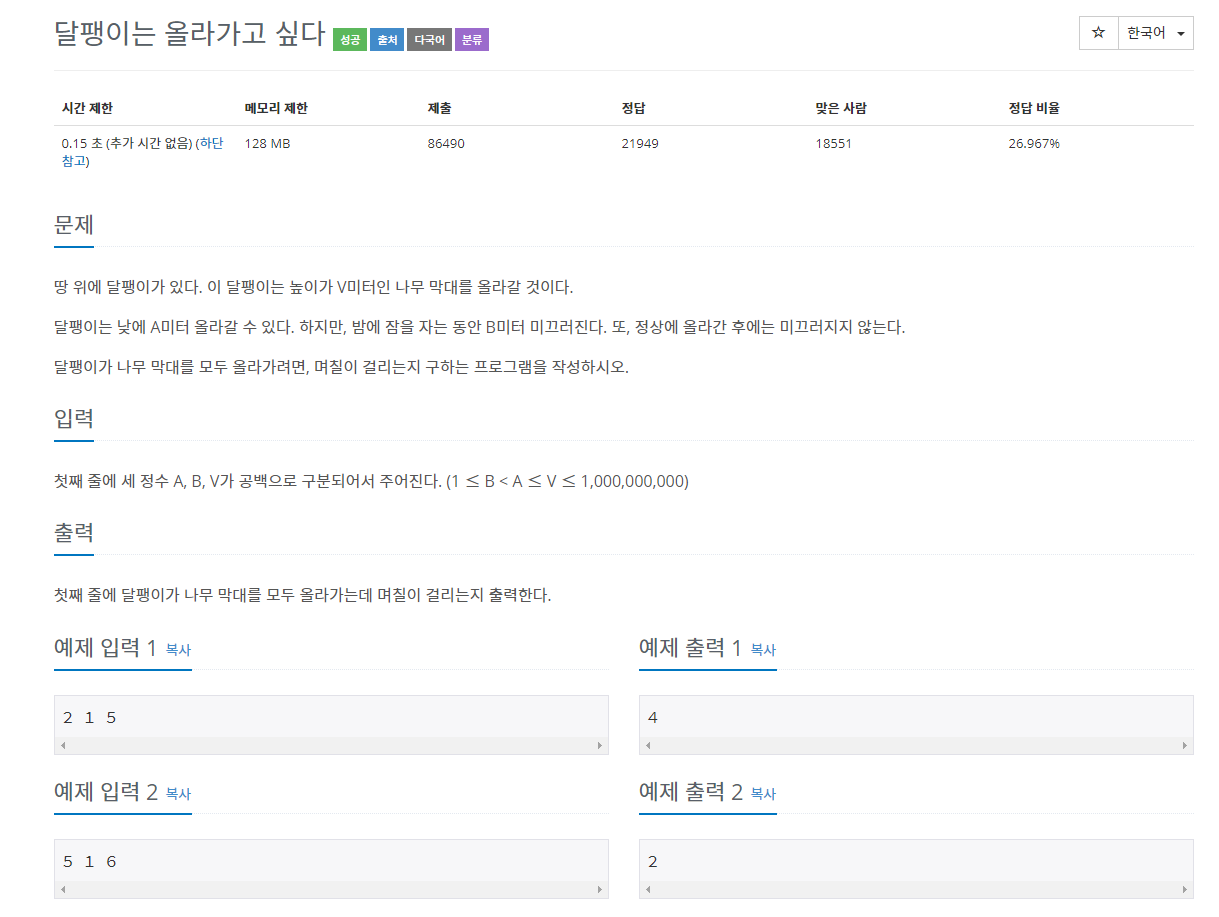 달팽이는 올라가고 싶다 성공 출처 다국어 분류
☆ 한국어
시간 제한 메모리 제한 제출 정답 맞은 사람 정답 비율
0.15 초 (추가 시간 없음) (하단 참고) 128 MB 86490 21949 18551 26.967%
문제
땅 위에 달팽이가 있다. 이 달팽이는 높이가 V미터인 나무 막대를 올라갈 것이다.
달팽이는 낮에 A미터 올라갈 수 있다. 하지만, 밤에 잠을 자는 동안 B미터 미끄러진다. 또, 정상에 올라간 후에는 미끄러지지 않는다.
달팽이가 나무 막대를 모두 올라가려면, 며칠이 걸리는지 구하는 프로그램을 작성하시오.
입력
첫째 줄에 세 정수 A, B, V가 공백으로 구분되어서 주어진다. (1 ≤ B < A ≤ V ≤ 1,000,000,000)
출력
첫째 줄에 달팽이가 나무 막대를 모두 올라가는데 며칠이 걸리는지 출력한다.
예제 입력 1 복사
2 1 5
예제 출력 1 복사
4
예제 입력 2 복사
5 1 6
예제 출력 2 복사
2